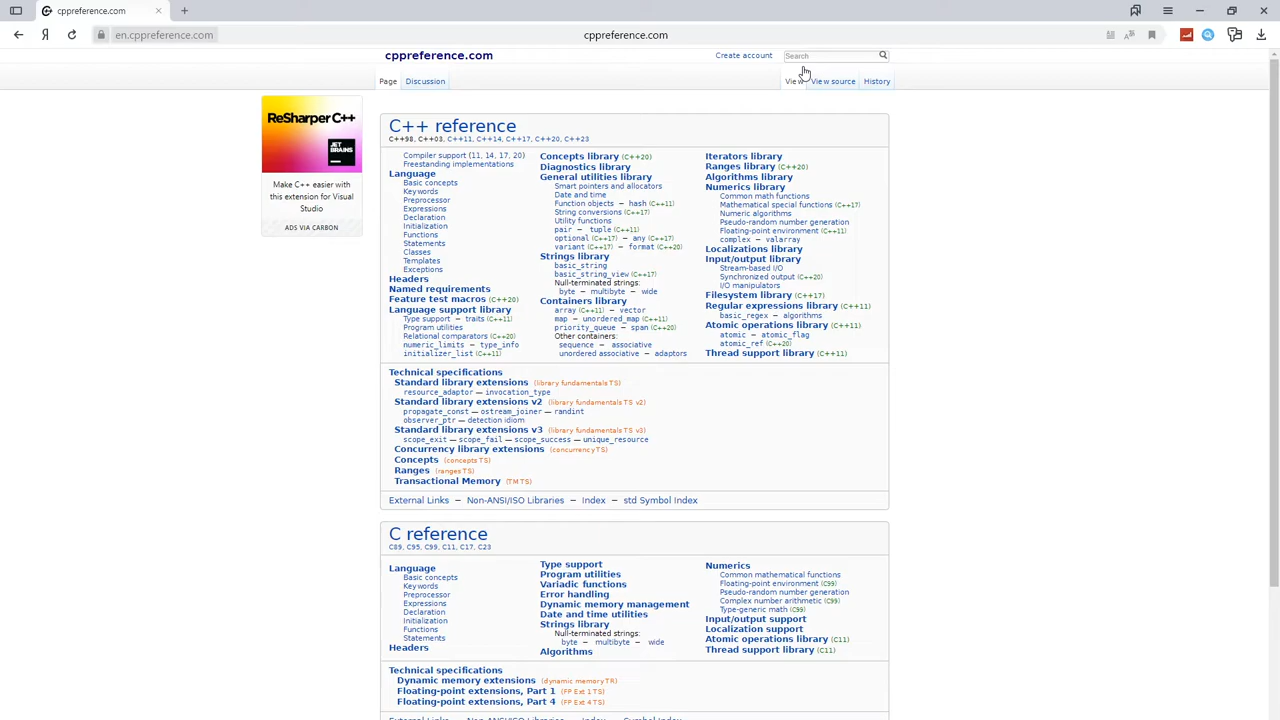 cppreference.com
Я
en.cppreference.com
cppreference.com
cppreference.com
Create account
Search
Page
Discussion
View
View source
History
ReSharper C++
JET
BRAINS
Make C++ easier with
this extension for Visual
Studio
ADS VIA CARBON
C++ reference
C++98, C++03, C++11, C++14, C++17, C++20, C++23
Compiler support (11, 14, 17, 20)
Freestanding implementations
Language
Basic concepts
Keywords
Preprocessor
Expressions
Declaration
Initialization
Functions
Statements
Classes
Templates
Exceptions
Headers
Named requirements
Feature test macros (C++20)
Language support library
Type support − traits (C++11)
Program utilities
Relational comparators (C++20)
numeric_limits − type_info
initializer_list (C++11)
Concepts library (C++20)
Diagnostics library
General utilities library
Smart pointers and allocators
Date and time
Function objects − hash (C++11)
String conversions (C++17)
Utility functions
pair − tuple (C++11)
optional (C++17) − any (C++17)
variant (C++17) − format (C++20)
Strings library
basic_string
basic_string_view (C++17)
Null-terminated strings:
byte − multibyte − wide
Containers library
array (C++11) − vector
map − unordered_map (C++11)
priority_queue − span (C++20)
Other containers:
sequence − associative
unordered associative − adaptors
Iterators library
Ranges library (C++20)
Algorithms library
Numerics library
Common math functions
Mathematical special functions (C++17)
Numeric algorithms
Pseudo-random number generation
Floating-point environment (C++11)
complex − valarray
Localizations library
Input/output library
Stream-based I/O
Synchronized output (C++20)
I/O manipulators
Filesystem library (C++17)
Regular expressions library (C++11)
basic_regex − algorithms
Atomic operations library (C++11)
atomic − atomic_flag
atomic_ref (C++20)
Thread support library (C++11)
Technical specifications
Standard library extensions (library fundamentals TS)
resource_adaptor — invocation_type
Standard library extensions v2 (library fundamentals TS v2)
propagate_const — ostream_joiner — randint
observer_ptr — detection idiom
Standard library extensions v3 (library fundamentals TS v3)
scope_exit — scope_fail — scope_success — unique_resource
Concurrency library extensions (concurrency TS)
Concepts (concepts TS)
Ranges (ranges TS)
Transactional Memory (TM TS)
External Links − Non-ANSI/ISO Libraries − Index − std Symbol Index
C reference
C89, C95, C99, C11, C17, C23
Language
Basic concepts
Keywords
Preprocessor
Expressions
Declaration
Initialization
Functions
Statements
Headers
Type support
Program utilities
Variadic functions
Error handling
Dynamic memory management
Date and time utilities
Strings library
Null-terminated strings:
byte − multibyte − wide
Algorithms
Numerics
Common mathematical functions
Floating-point environment (C99)
Pseudo-random number generation
Complex number arithmetic (C99)
Type-generic math (C99)
Input/output support
Localization support
Atomic operations library (C11)
Thread support library (C11)
Technical specifications
Dynamic memory extensions (dynamic memory TR)
Floating-point extensions, Part 1 (FP Ext 1 TS)
Floating-point extensions, Part 4 (FP Ext 4 TS)
External Links − Non-ANSI/ISO Libraries − Index − Symbol Index